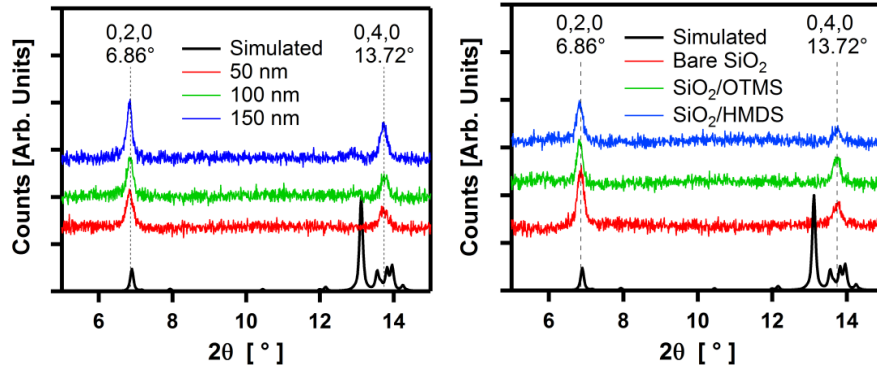 0,2,0
6.86°
0,4,0
13.72°
Simulated
50 nm
100 nm
150 nm
Counts [Arb. Units]
6
8
10
12
14
2θ [ ° ]
0,2,0
6.86°
0,4,0
13.72°
Simulated
Bare SiO₂
SiO₂/OTMS
SiO₂/HMDS
Counts [Arb. Units]
6
8
10
12
14
2θ [ ° ]